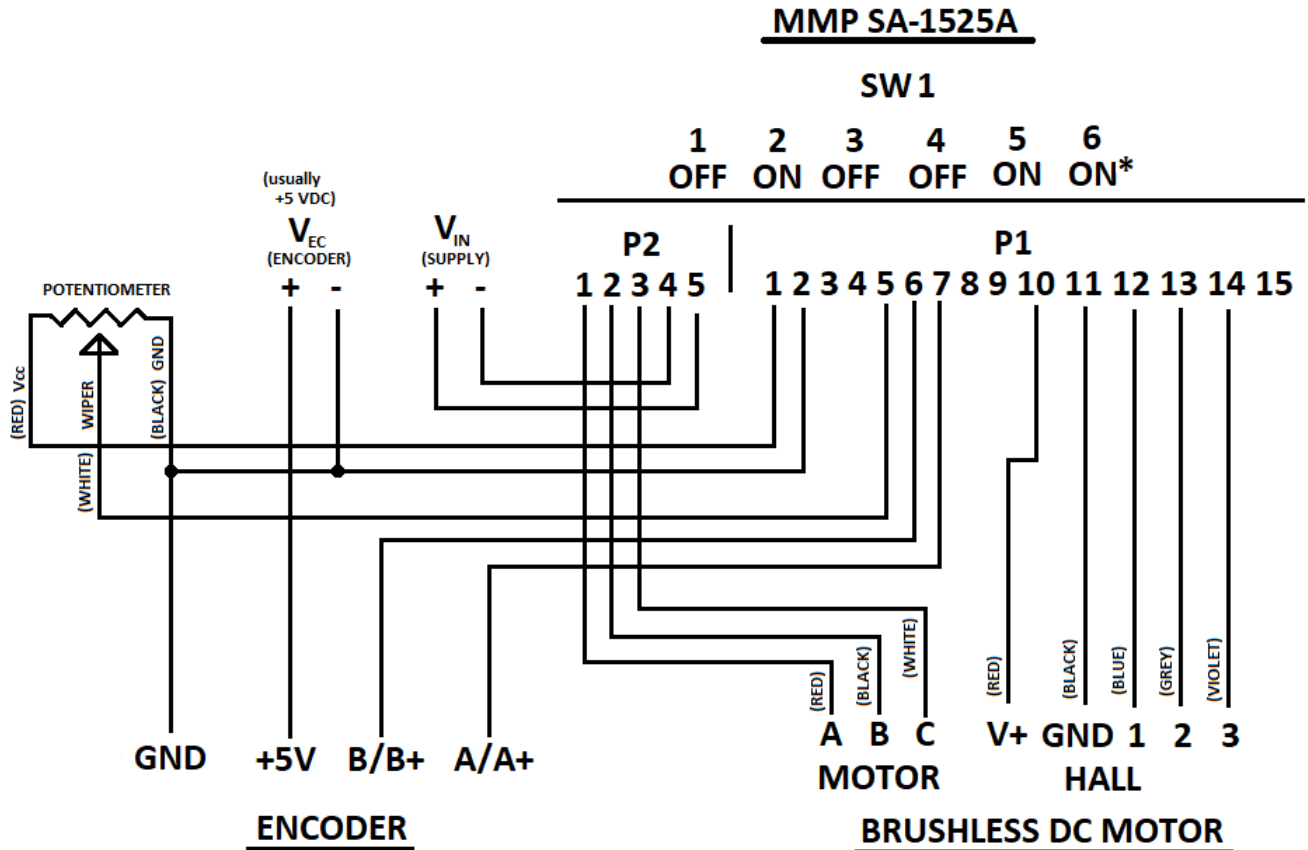 MMP SA-1525A
SW 1
1 2 3 4 5 6
OFF ON OFF OFF ON ON*
(usually
+5 VDC)
VEC
(ENCODER)
+ -
VIN
(SUPPLY)
+ -
P2
1 2 3 4 5
P1
1 2 3 4 5 6 7 8 9 10 11 12 13 14 15
POTENTIOMETER
(RED) Vcc
WIPER
(WHITE)
(BLACK) GND
(RED)
(BLACK)
(WHITE)
(RED)
(BLACK)
(BLUE)
(GREY)
(VIOLET)
GND +5V B/B+ A/A+
ENCODER
A B C
MOTOR
V+ GND 1 2 3
HALL
BRUSHLESS DC MOTOR